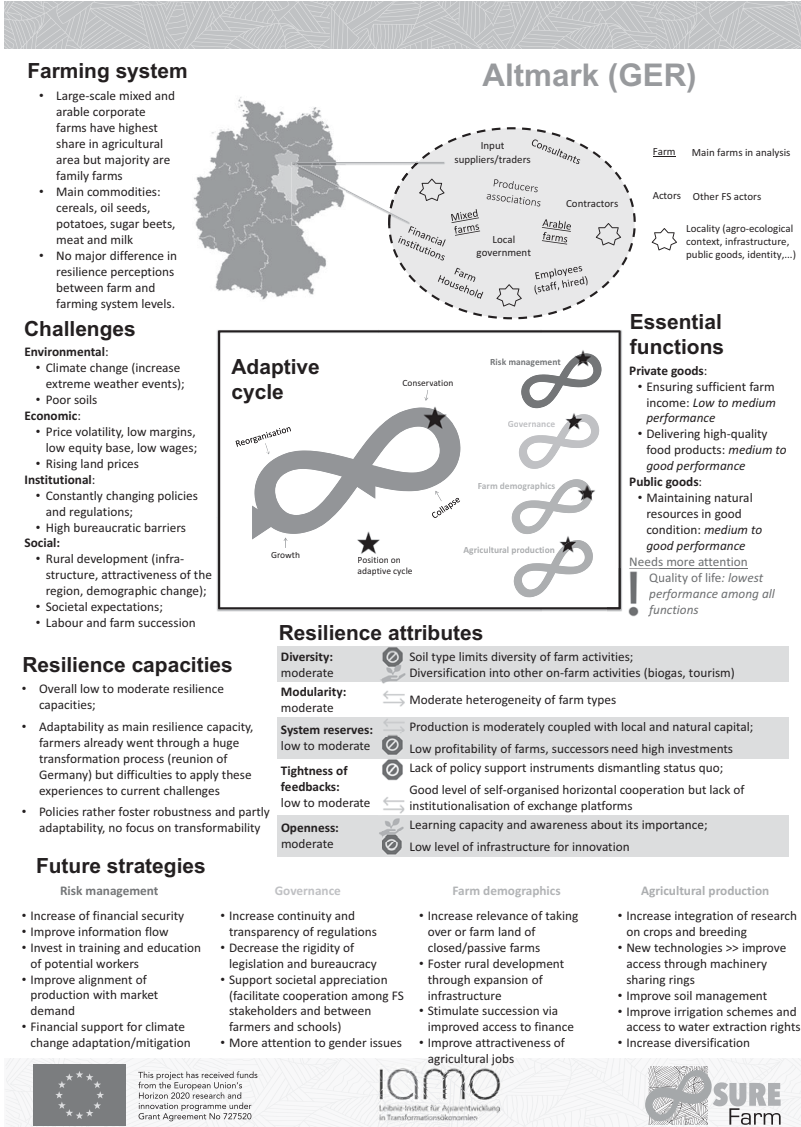 Farming system
Altmark (GER)
• Large-scale mixed and
arable corporate
farms have highest
share in agricultural
area but majority are
family farms
• Main commodities:
cereals, oil seeds,
potatoes, sugar beets,
meat and milk
• No major difference in
resilience perceptions
between farm and
farming system levels.
Input
suppliers/traders
Consultants
Producers
associations
Contractors
Mixed
farms
Arable
farms
Financial
institutions
Local
government
Farm
Household
Employees
(staff, hired)
Farm Main farms in analysis
Actors Other FS actors
Locality (agro-ecological
context, infrastructure,
public goods, identity,...)
Challenges
Environmental:
• Climate change (increase
extreme weather events);
• Poor soils
Economic:
• Price volatility, low margins,
low equity base, low wages;
• Rising land prices
Institutional:
• Constantly changing policies
and regulations;
• High bureaucratic barriers
Social:
• Rural development (infra-
structure, attractiveness of the
region, demographic change);
• Societal expectations;
• Labour and farm succession
Adaptive
cycle
Conservation
Reorganisation
Collapse
Growth
Position on
adaptive cycle
Risk management
Governance
Farm demographics
Agricultural production
Essential
functions
Private goods:
• Ensuring sufficient farm
income: Low to medium
performance
• Delivering high-quality
food products: medium to
good performance
Public goods:
• Maintaining natural
resources in good
condition: medium to
good performance
Needs more attention
! Quality of life: lowest
performance among all
functions
Resilience capacities
• Overall low to moderate resilience
capacities;
• Adaptability as main resilience capacity,
farmers already went through a huge
transformation process (reunion of
Germany) but difficulties to apply these
experiences to current challenges
• Policies rather foster robustness and partly
adaptability, no focus on transformability
Resilience attributes
Diversity:
moderate
Soil type limits diversity of farm activities;
Diversification into other on-farm activities (biogas, tourism)
Modularity:
moderate
Moderate heterogeneity of farm types
System reserves:
low to moderate
Production is moderately coupled with local and natural capital;
Low profitability of farms, successors need high investments
Tightness of
feedbacks:
low to moderate
Lack of policy support instruments dismantling status quo;
Good level of self-organised horizontal cooperation but lack of
institutionalisation of exchange platforms
Openness:
moderate
Learning capacity and awareness about its importance;
Low level of infrastructure for innovation
Future strategies
Risk management
• Increase of financial security
• Improve information flow
• Invest in training and education
of potential workers
• Improve alignment of
production with market
demand
• Financial support for climate
change adaptation/mitigation
Governance
• Increase continuity and
transparency of regulations
• Decrease the rigidity of
legislation and bureaucracy
• Support societal appreciation
(facilitate cooperation among FS
stakeholders and between
farmers and schools)
• More attention to gender issues
Farm demographics
• Increase relevance of taking
over or farm land of
closed/passive farms
• Foster rural development
through expansion of
infrastructure
• Stimulate succession via
improved access to finance
• Improve attractiveness of
agricultural jobs
Agricultural production
• Increase integration of research
on crops and breeding
• New technologies >> improve
access through machinery
sharing rings
• Improve soil management
• Improve irrigation schemes and
access to water extraction rights
• Increase diversification
This project has received funds
from the European Union's
Horizon 2020 research and
innovation programme under
Grant Agreement No 727520
iamo
Leibniz-Institut für Agrarentwicklung
in Transformationsökonomien
SURE
Farm